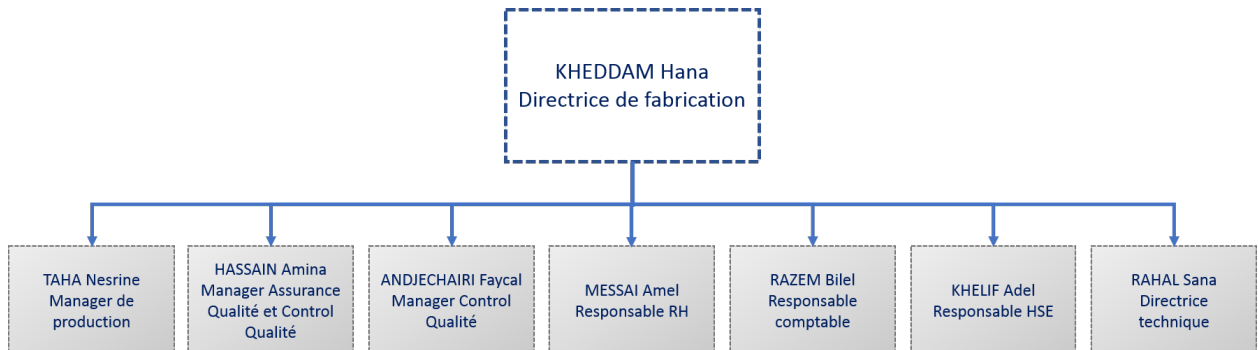 KHEDDAM Hana
Directrice de fabrication
TAHA Nesrine
Manager de
production
HASSAIN Amina
Manager Assurance
Qualité et Control
Qualité
ANDJECHAIRI Faycal
Manager Control
Qualité
MESSAI Amel
Responsable RH
RAZEM Bilel
Responsable
comptable
KHELIF Adel
Responsable HSE
RAHAL Sana
Directrice
technique